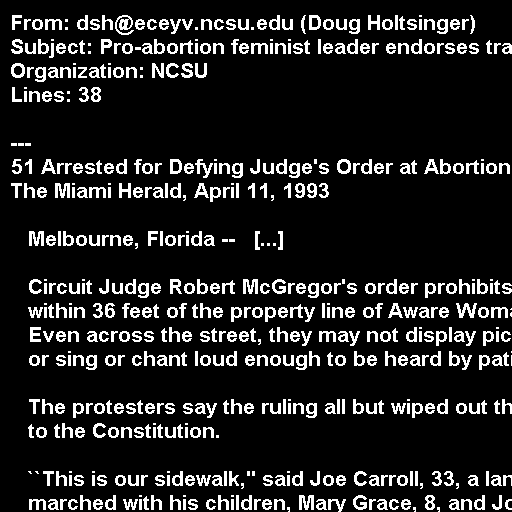 From: dsh@eceyv.ncsu.edu (Doug Holtsinger)
Subject: Pro-abortion feminist leader endorses tra
Organization: NCSU
Lines: 38

---
51 Arrested for Defying Judge's Order at Abortion
The Miami Herald, April 11, 1993

Melbourne, Florida --   [...]

Circuit Judge Robert McGregor's order prohibits
within 36 feet of the property line of Aware Woma
Even across the street, they may not display pic
or sing or chant loud enough to be heard by pati

The protesters say the ruling all but wiped out th
to the Constitution.

``This is our sidewalk,'' said Joe Carroll, 33, a lan
marched with his children, Mary Grace, 8, and Jo